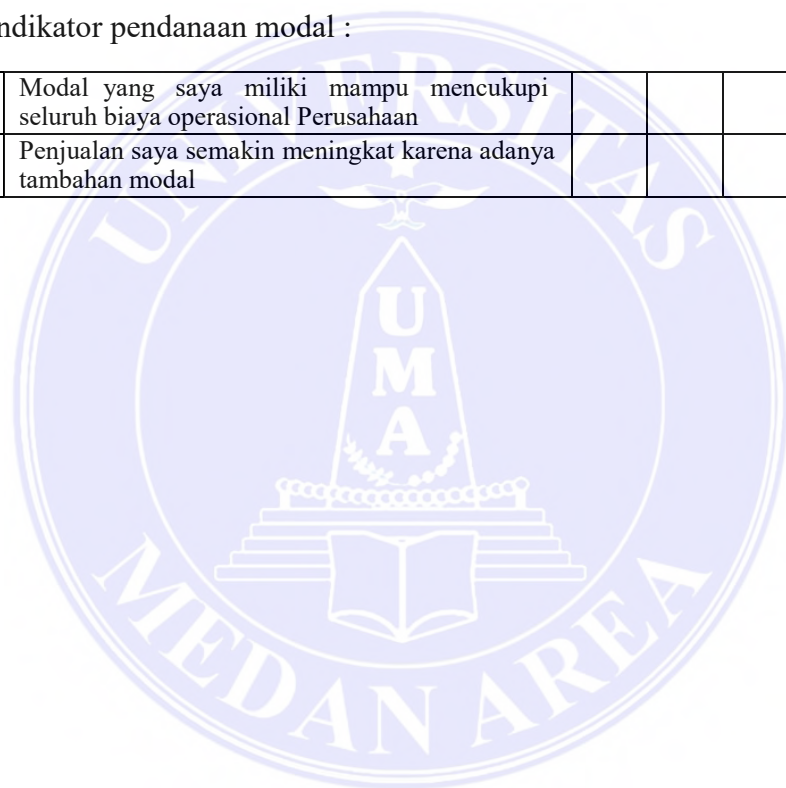 ndikator pendanaan modal :
Modal yang saya miliki mampu mencukupi
seluruh biaya operasional Perusahaan
Penjualan saya semakin meningkat karena adanya
tambahan modal
UNIVERSITAS
UMA
MEDAN AREA